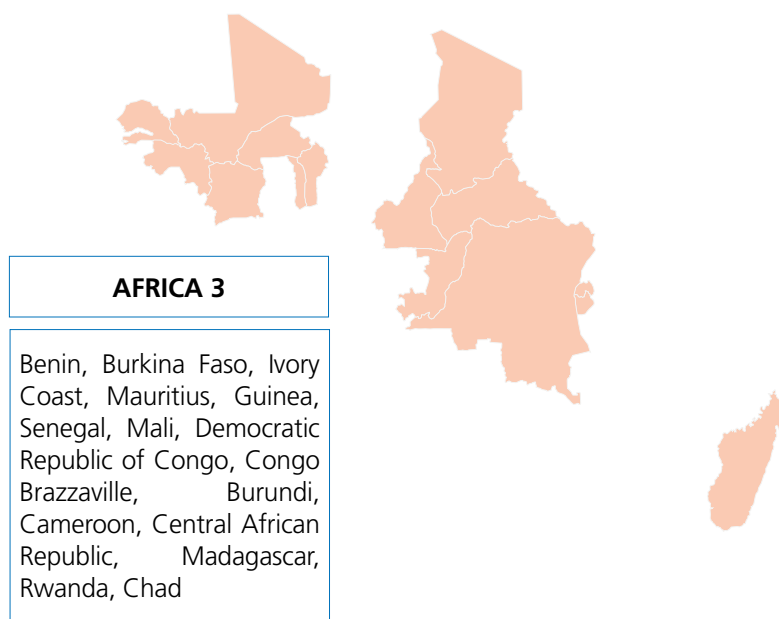 AFRICA 3
Benin, Burkina Faso, Ivory
Coast, Mauritius, Guinea,
Senegal, Mali, Democratic
Republic of Congo, Congo
Brazzaville, Burundi,
Cameroon, Central African
Republic, Madagascar,
Rwanda, Chad